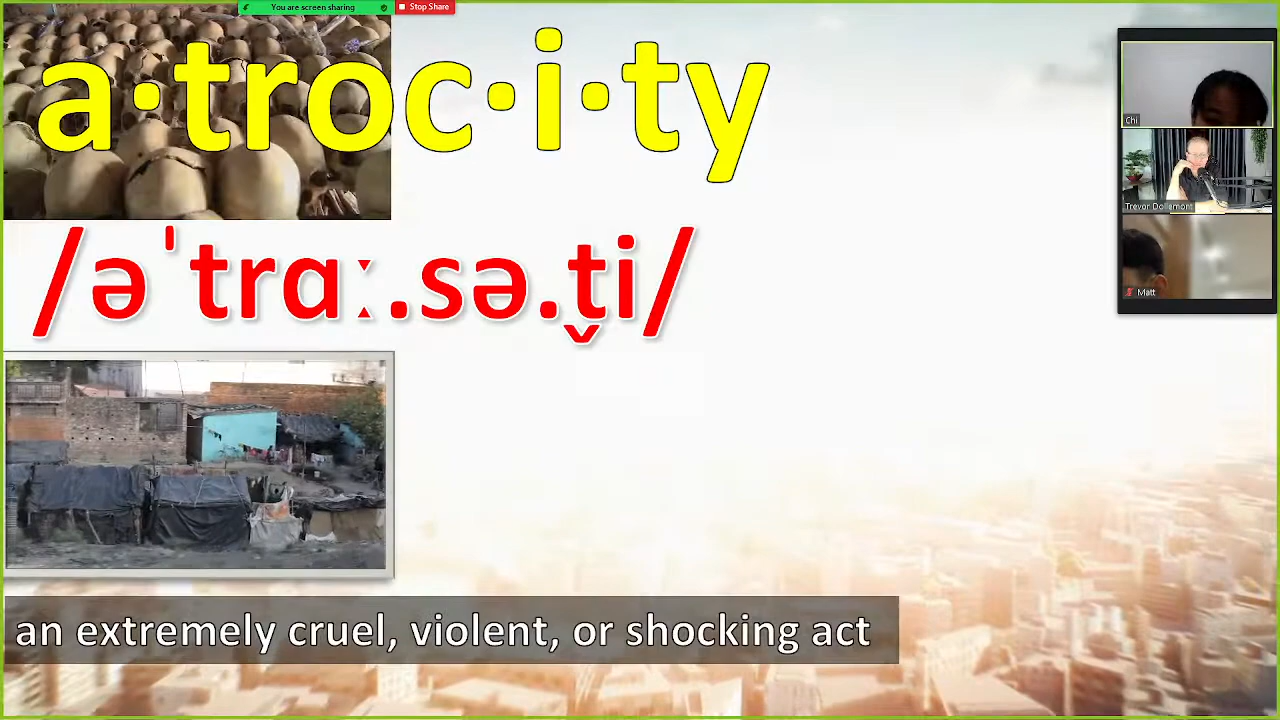 You are screen sharing
Stop Share
a·troc·i·ty
/əˈtrɑː.sə.t̬i/
an extremely cruel, violent, or shocking act
Chi
Trevor Dollamont
Matt